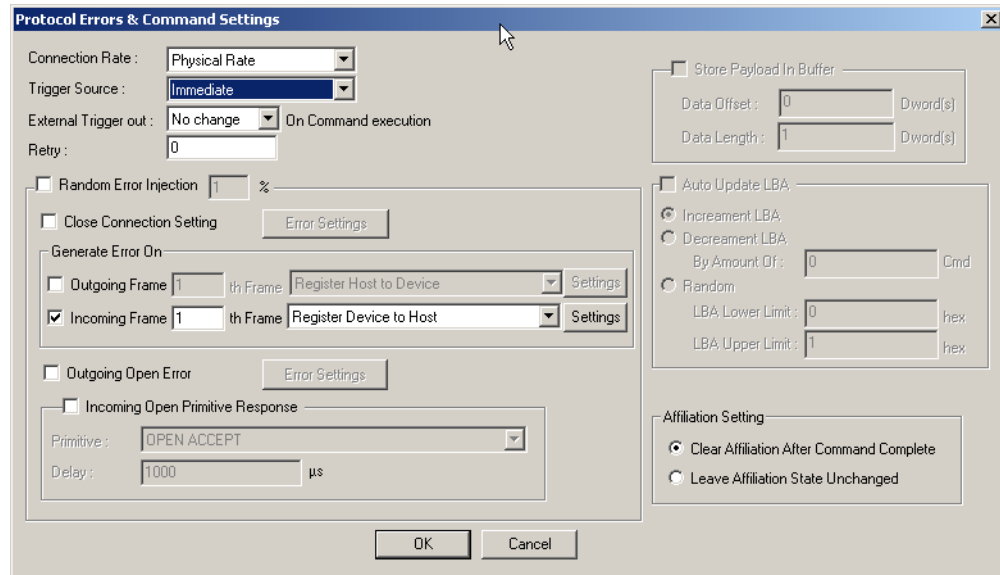 Protocol Errors & Command Settings
Connection Rate : Physical Rate
Trigger Source : Immediate
External Trigger out : No change On Command execution
Retry : 0
Random Error Injection 1 %
Close Connection Setting Error Settings
Generate Error On
Outgoing Frame 1 th Frame Register Host to Device Settings
Incoming Frame 1 th Frame Register Device to Host Settings
Outgoing Open Error Error Settings
Incoming Open Primitive Response
Primitive : OPEN ACCEPT
Delay : 1000 µs
Store Payload In Buffer
Data Offset : 0 Dword(s)
Data Length : 1 Dword(s)
Auto Update LBA
Increament LBA
Decreament LBA
By Amount Of : 0 Cmd
Random
LBA Lower Limit : 0 hex
LBA Upper Limit : 1 hex
Affiliation Setting
Clear Affiliation After Command Complete
Leave Affiliation State Unchanged
OK Cancel